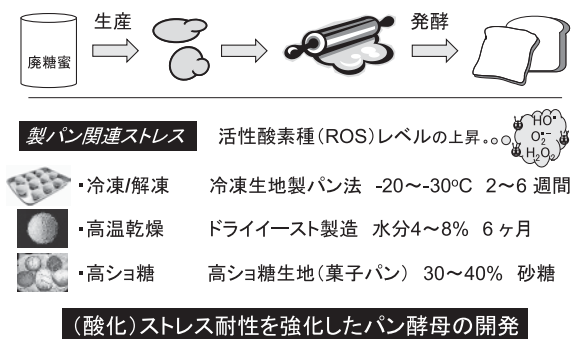 廃糖蜜
生産
発酵
製パン関連ストレス 活性酸素種(ROS)レベルの上昇
HO•
O₂•−
H₂O₂
・冷凍/解凍 冷凍生地製パン法 -20〜-30ºC 2〜6週間
・高温乾燥 ドライイースト製造 水分4〜8% 6ヶ月
・高ショ糖 高ショ糖生地(菓子パン) 30〜40% 砂糖
(酸化)ストレス耐性を強化したパン酵母の開発